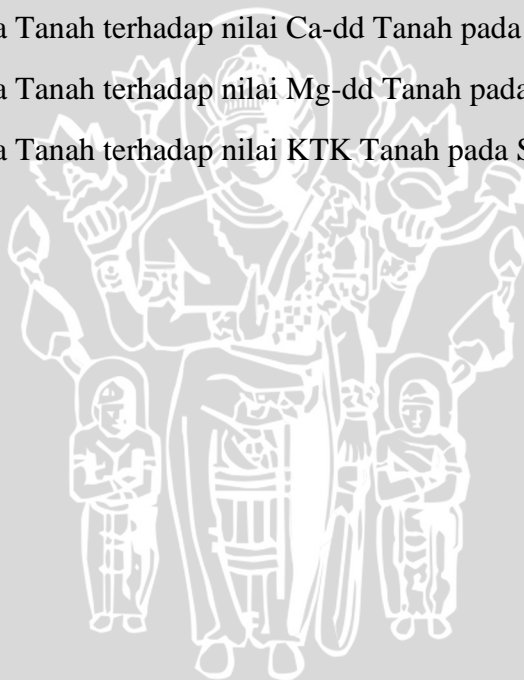 a Tanah terhadap nilai Ca-dd Tanah pada
a Tanah terhadap nilai Mg-dd Tanah pada
a Tanah terhadap nilai KTK Tanah pada S